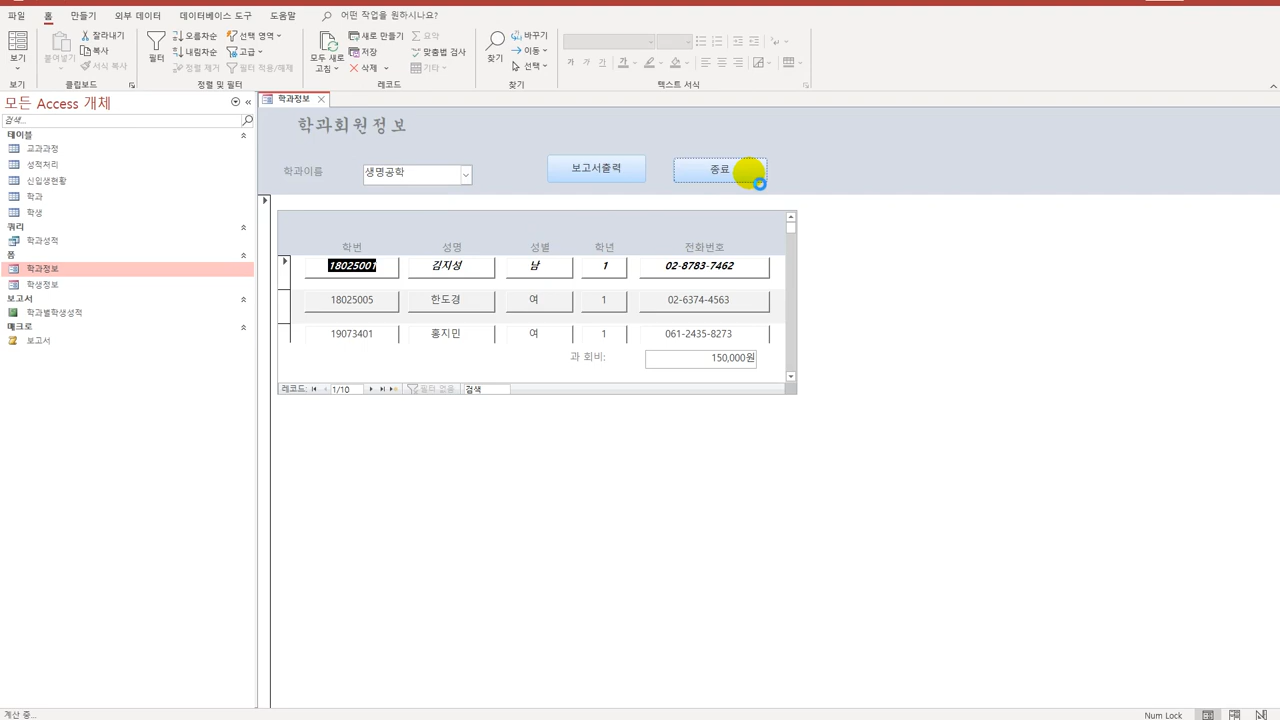 파일 홈 만들기 외부 데이터 데이터베이스 도구 도움말 어떤 작업을 원하시나요?
보기
붙여넣기
잘라내기
복사
서식 복사
필터
오름차순
내림차순
정렬 제거
선택 영역
고급
필터 적용/해제
모두 새로 고침
새로 만들기
저장
삭제
요약
맞춤법 검사
기타
찾기
바꾸기
이동
선택
가 가 가 가
보기 클립보드 정렬 및 필터 레코드 찾기 텍스트 서식
모든 Access 개체
검색...
테이블
교과과정
성적처리
신입생현황
학과
학생
쿼리
학과성적
폼
학과정보
학생정보
보고서
학과별학생성적
매크로
보고서
학과정보
학과회원정보
학과이름 생명공학 보고서출력 종료
학번 성명 성별 학년 전화번호
18025001 김지성 남 1 02-8783-7462
18025005 한도경 여 1 02-6374-4563
19073401 홍지민 여 1 061-2435-8273
과 회비: 150,000원
레코드: 1/10 필터 없음 검색
계산 중... Num Lock